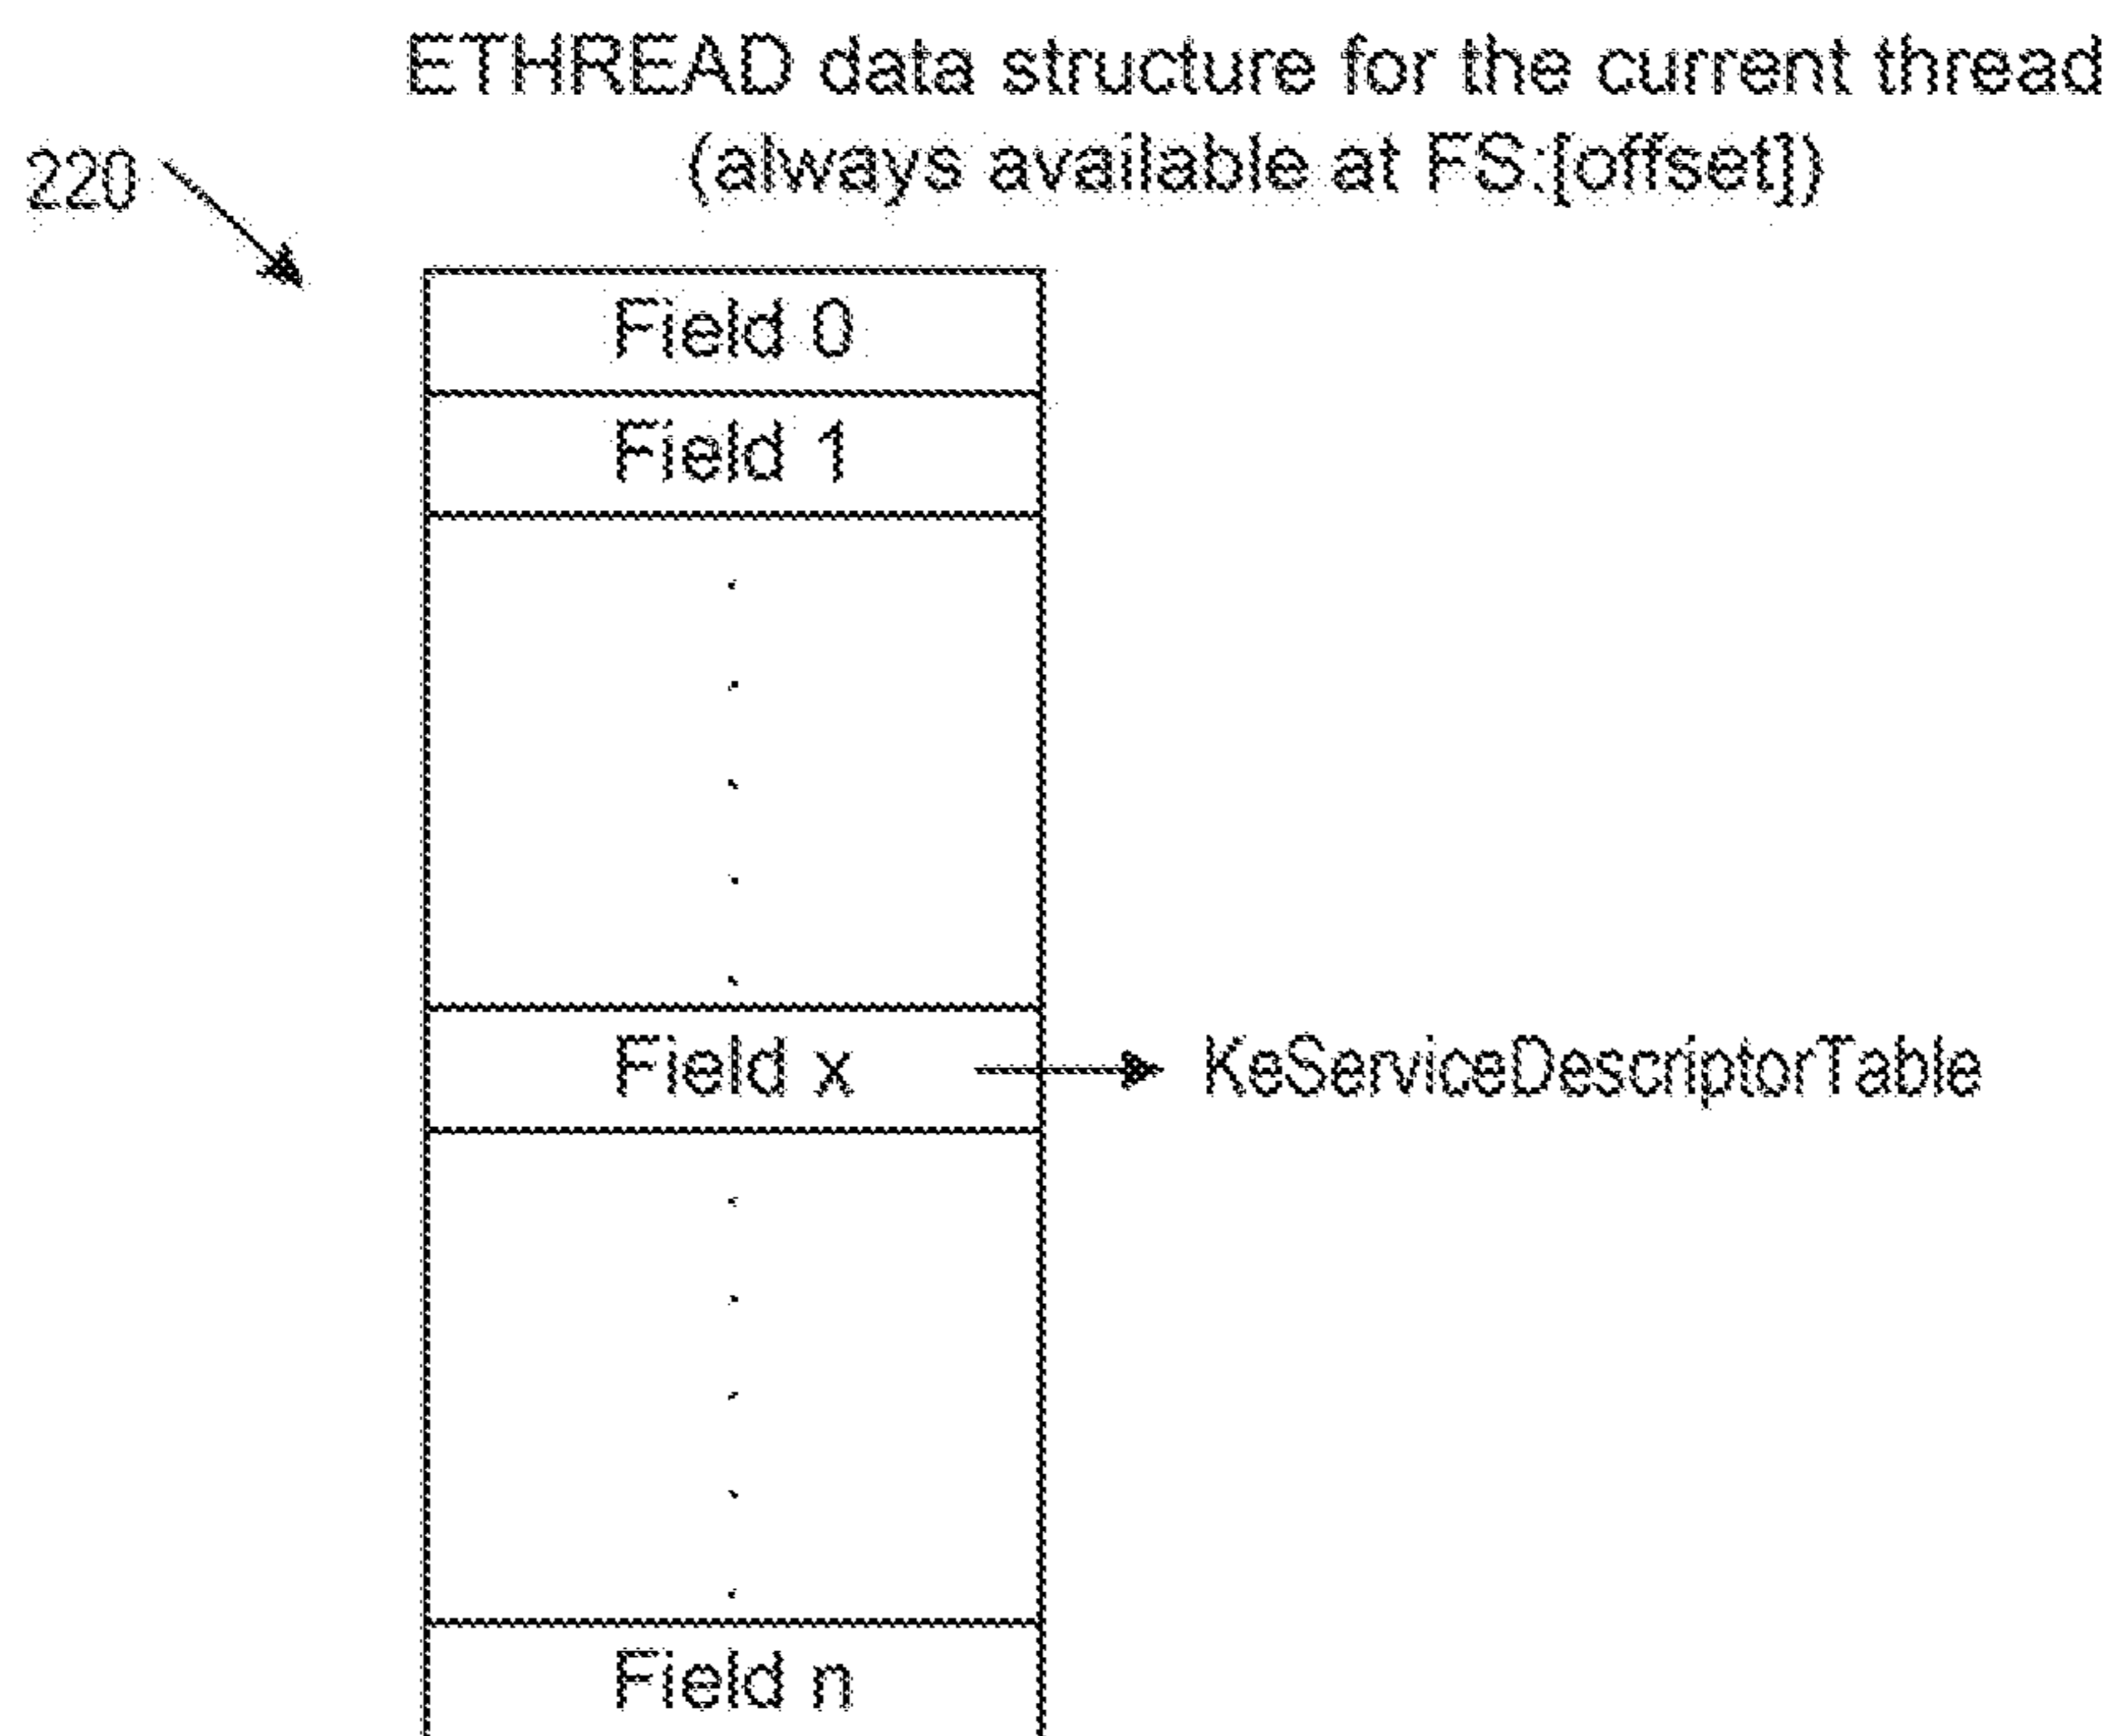 ETHREAD data structure for the current thread
(always available at FS:[offset])
220
Field 0
Field 1
Field x
KeServiceDescriptorTable
Field n